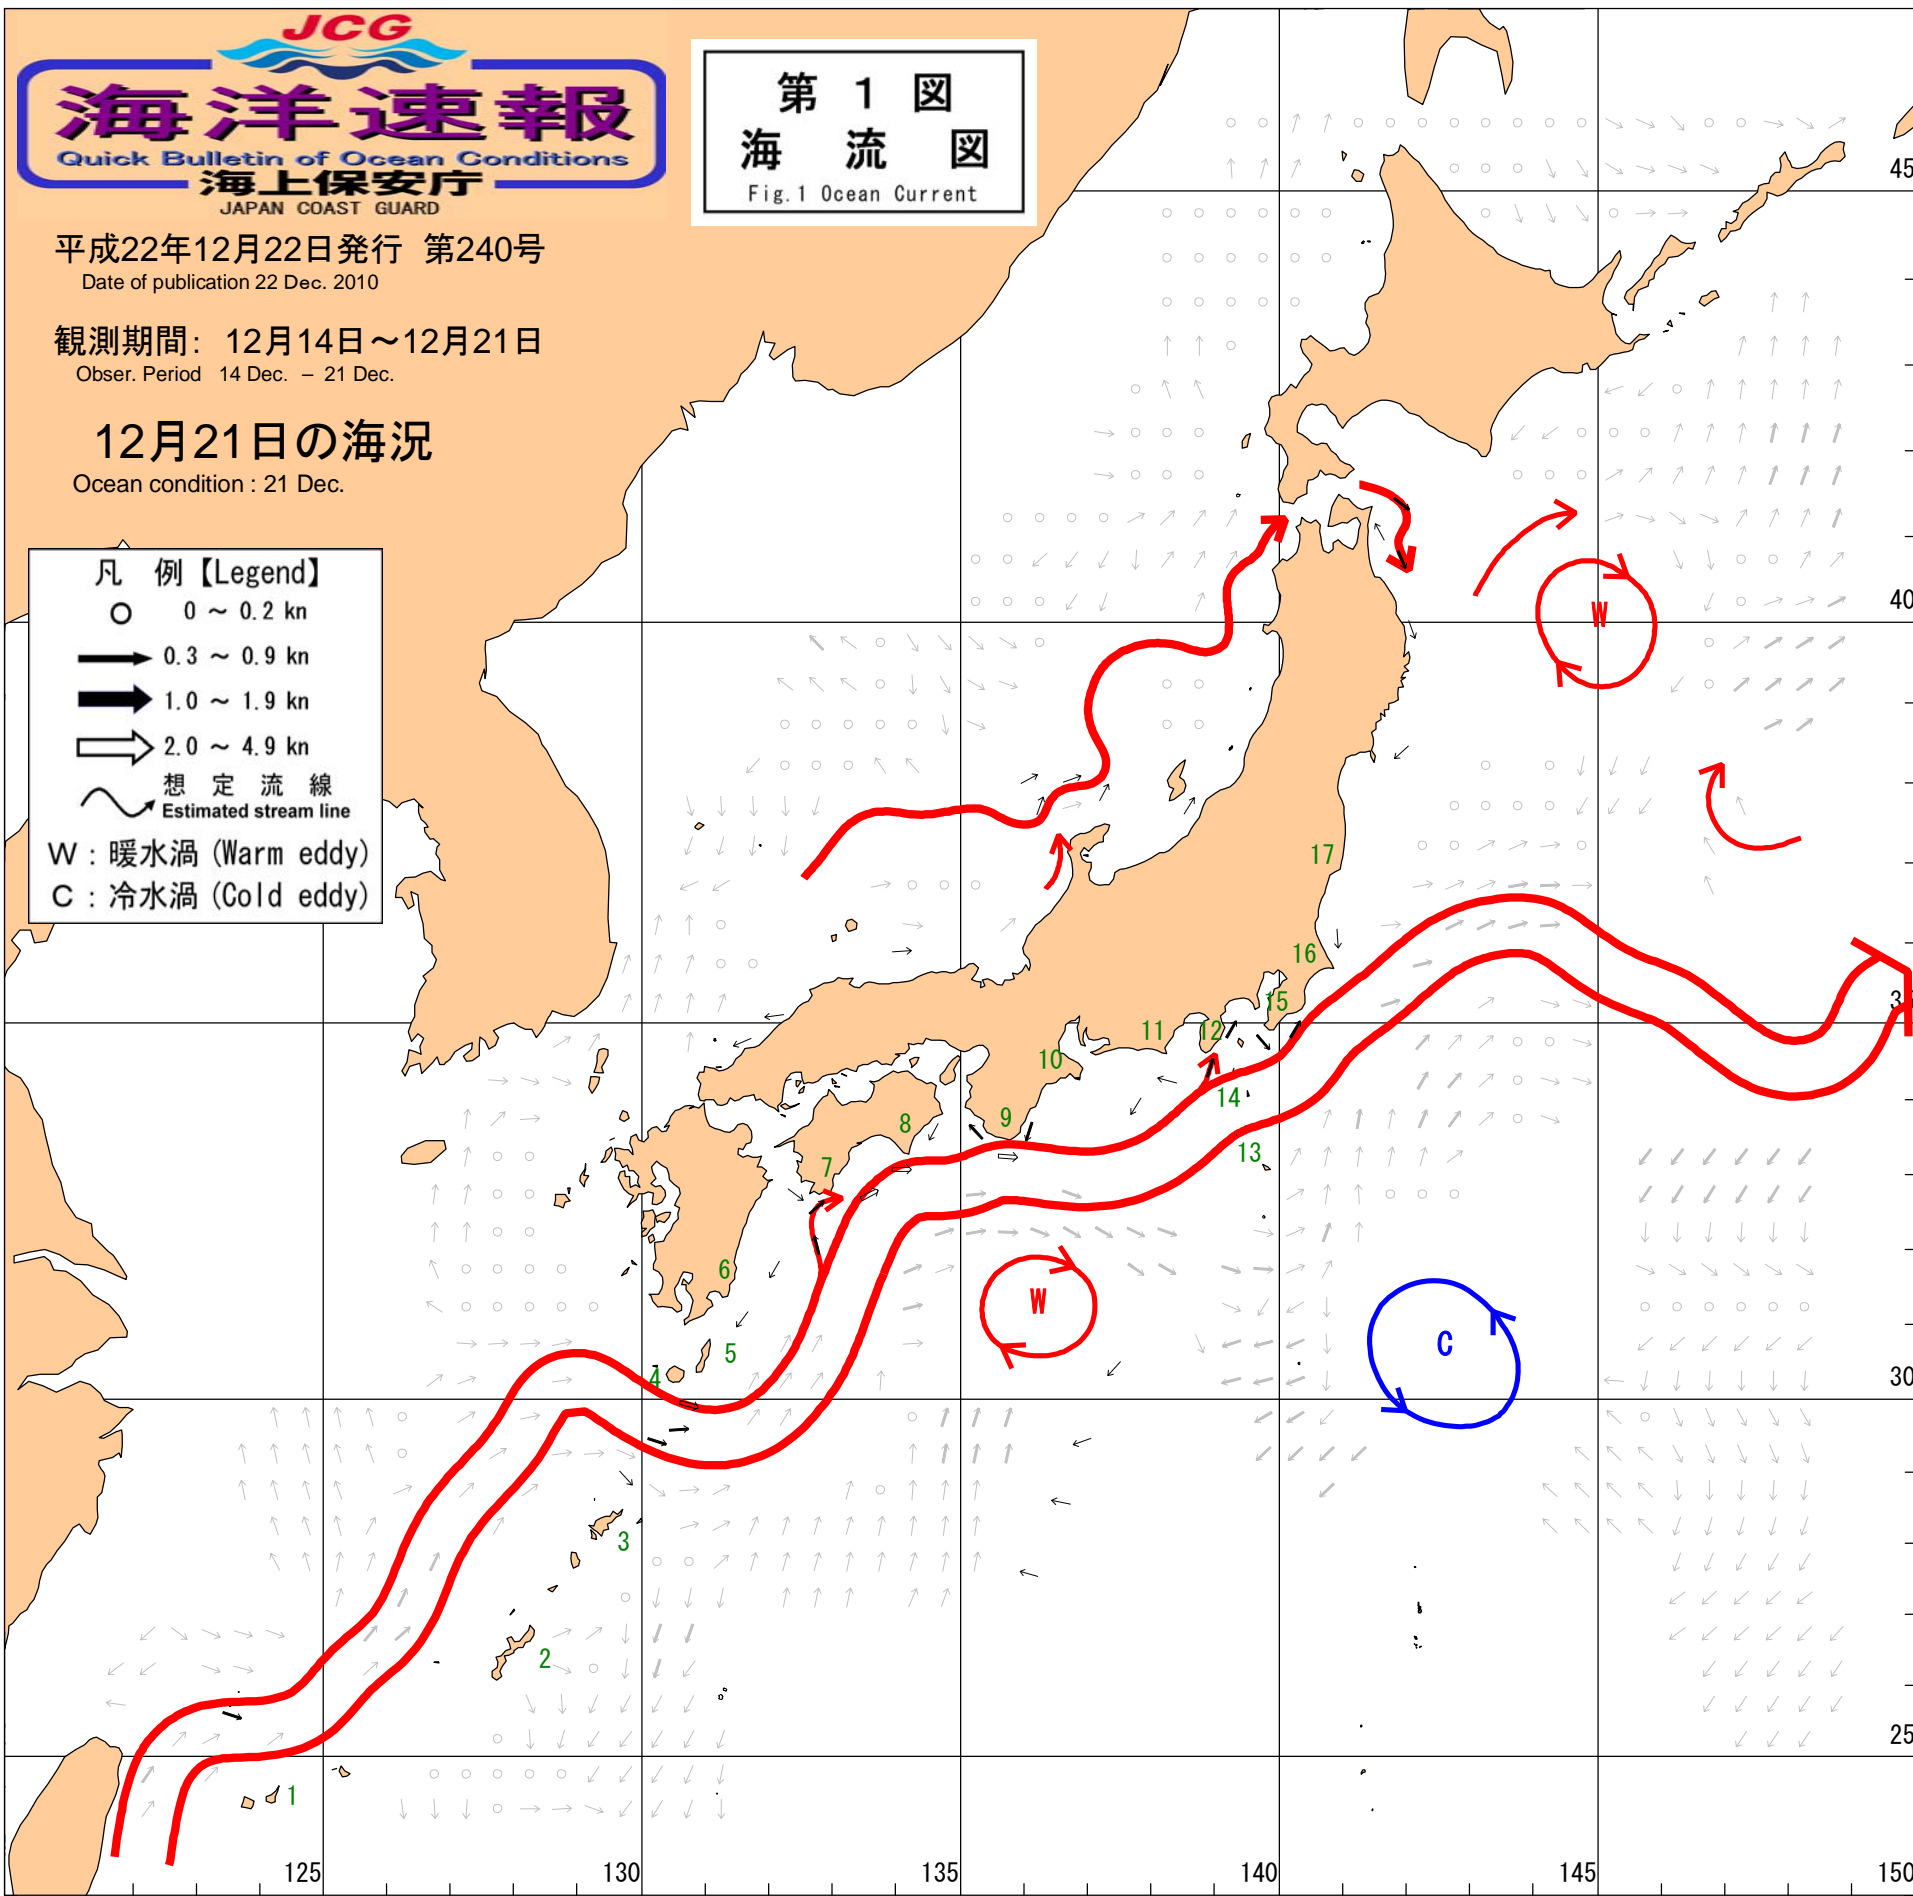 JCG
海洋速報
Quick Bulletin of Ocean Conditions
海上保安庁
JAPAN COAST GUARD
第 1 図
海 流 図
Fig.1 Ocean Current
平成22年12月22日発行 第240号
Date of publication 22 Dec. 2010
観測期間: 12月14日～12月21日
Obser. Period 14 Dec. – 21 Dec.
12月21日の海況
Ocean condition : 21 Dec.
凡 例【Legend】
0 ～ 0.2 kn
0.3 ～ 0.9 kn
1.0 ～ 1.9 kn
2.0 ～ 4.9 kn
想 定 流 線
Estimated stream line
W : 暖水渦 (Warm eddy)
C : 冷水渦 (Cold eddy)
45
40
W
17
16
15
35
11
12
10
14
9
8
13
7
6
W
C
5
4
30
3
2
25
1
125
130
135
140
145
150